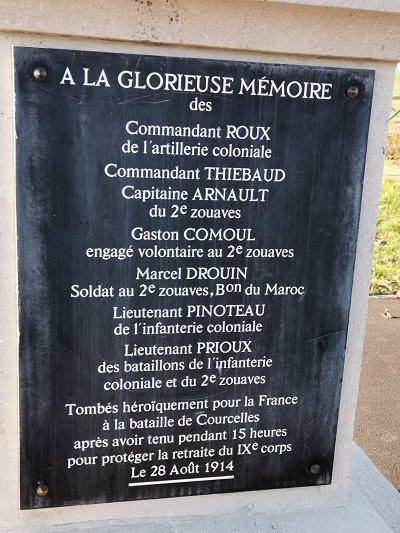 A LA GLORIEUSE MÉMOIRE
des
Commandant ROUX
de l'artillerie coloniale
Commandant THIEBAUD
Capitaine ARNAULT
du 2e zouaves
Gaston COMOUL
engagé volontaire au 2e zouaves
Marcel DROUIN
Soldat au 2e zouaves, Bon du Maroc
Lieutenant PINOTEAU
de l'infanterie coloniale
Lieutenant PRIOUX
des bataillons de l'infanterie
coloniale et du 2e zouaves
Tombés héroïquement pour la France
à la bataille de Courcelles
après avoir tenu pendant 15 heures
pour protéger la retraite du IXe corps
Le 28 Août 1914